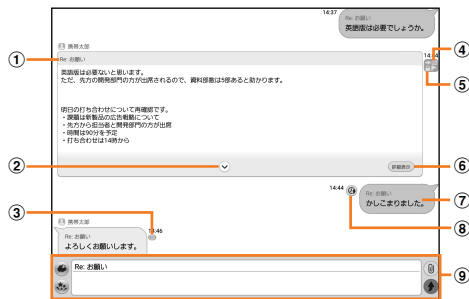 14:37
Re: お願い
英語版は必要でしょうか。
携帯太郎
①
Re: お願い
14:44
④
⑤
英語版は必要ないと思います。
ただ、先方の開発部門の方が出席されるので、資料部数は5部あると助かります。
明日の打ち合わせについて再確認です。
・課題は新製品の広告戦略について
・先方から担当者と開発部門の方が出席
・時間は90分を予定
・打ち合わせは14時から
②
詳細表示
⑥
14:44
Re: お願い
⑦
かしこまりました。
⑧
③
携帯太郎
14:46
Re: お願い
よろしくお願いします。
Re: お願い
⑨